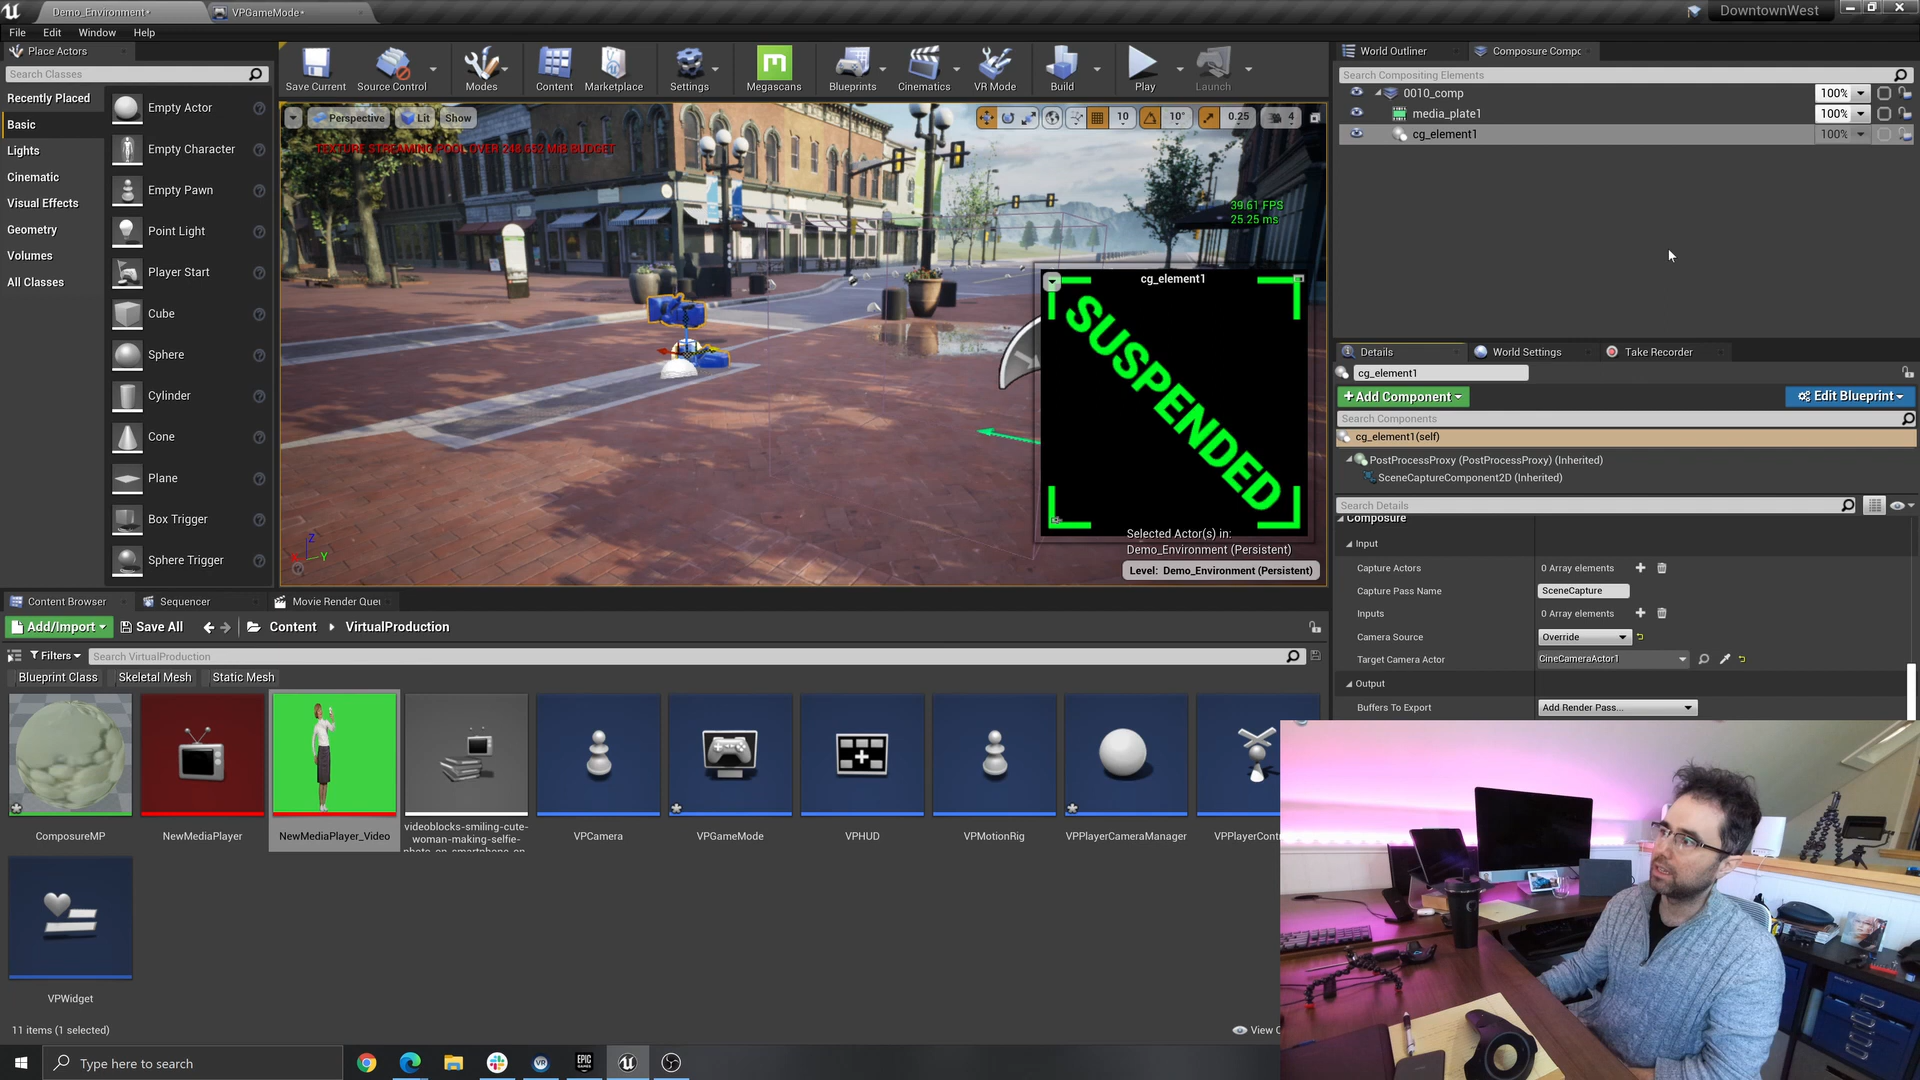 Demo_Environment•
VPGameMode•
DowntownWest
File Edit Window Help
Place Actors
Search Classes
Recently Placed
Basic
Lights
Cinematic
Visual Effects
Geometry
Volumes
All Classes
Empty Actor
Empty Character
Empty Pawn
Point Light
Player Start
Cube
Sphere
Cylinder
Cone
Plane
Box Trigger
Sphere Trigger
Save Current
Source Control
Modes
Content
Marketplace
Settings
Megascans
Blueprints
Cinematics
VR Mode
Build
Play
Launch
Perspective
Lit
Show
10
10°
0.25
4
TEXTURE STREAMING POOL OVER 248.652 MiB BUDGET
39.61 FPS
25.25 ms
cg_element1
SUSPENDED
Selected Actor(s) in:
Demo_Environment (Persistent)
Level: Demo_Environment (Persistent)
Z
Y
World Outliner
Composure Compo
Search Compositing Elements
0010_comp 100%
media_plate1 100%
cg_element1 100%
Details
World Settings
Take Recorder
cg_element1
+Add Component
Edit Blueprint
Search Components
cg_element1(self)
PostProcessProxy (PostProcessProxy) (Inherited)
SceneCaptureComponent2D (Inherited)
Search Details
Composure
Input
Capture Actors 0 Array elements
Capture Pass Name SceneCapture
Inputs 0 Array elements
Camera Source Override
Target Camera Actor CineCameraActor1
Output
Buffers To Export Add Render Pass...
Content Browser
Sequencer
Movie Render Que
Add/Import
Save All
Content
VirtualProduction
Filters
Search VirtualProduction
Blueprint Class
Skeletal Mesh
Static Mesh
ComposureMP
NewMediaPlayer
NewMediaPlayer_Video
videoblocks-smiling-cute-
woman-making-selfie-
photo-on-smartphone-on-
VPCamera
VPGameMode
VPHUD
VPMotionRig
VPPlayerCameraManager
VPPlayerCont
VPWidget
11 items (1 selected)
View O
Type here to search
VR
EPIC
GAMES